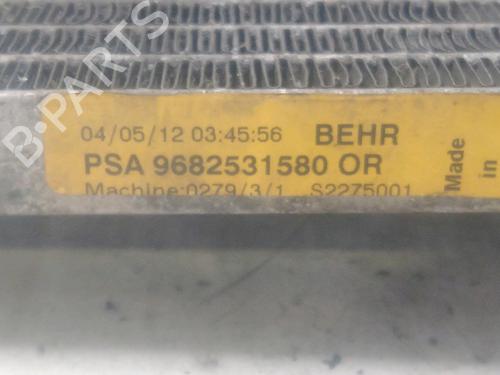 B-PARTS
04/05/12 03:45:56 BEHR
PSA 9682531580 OR
Machine:0279/3/1 S2275001
Made
in